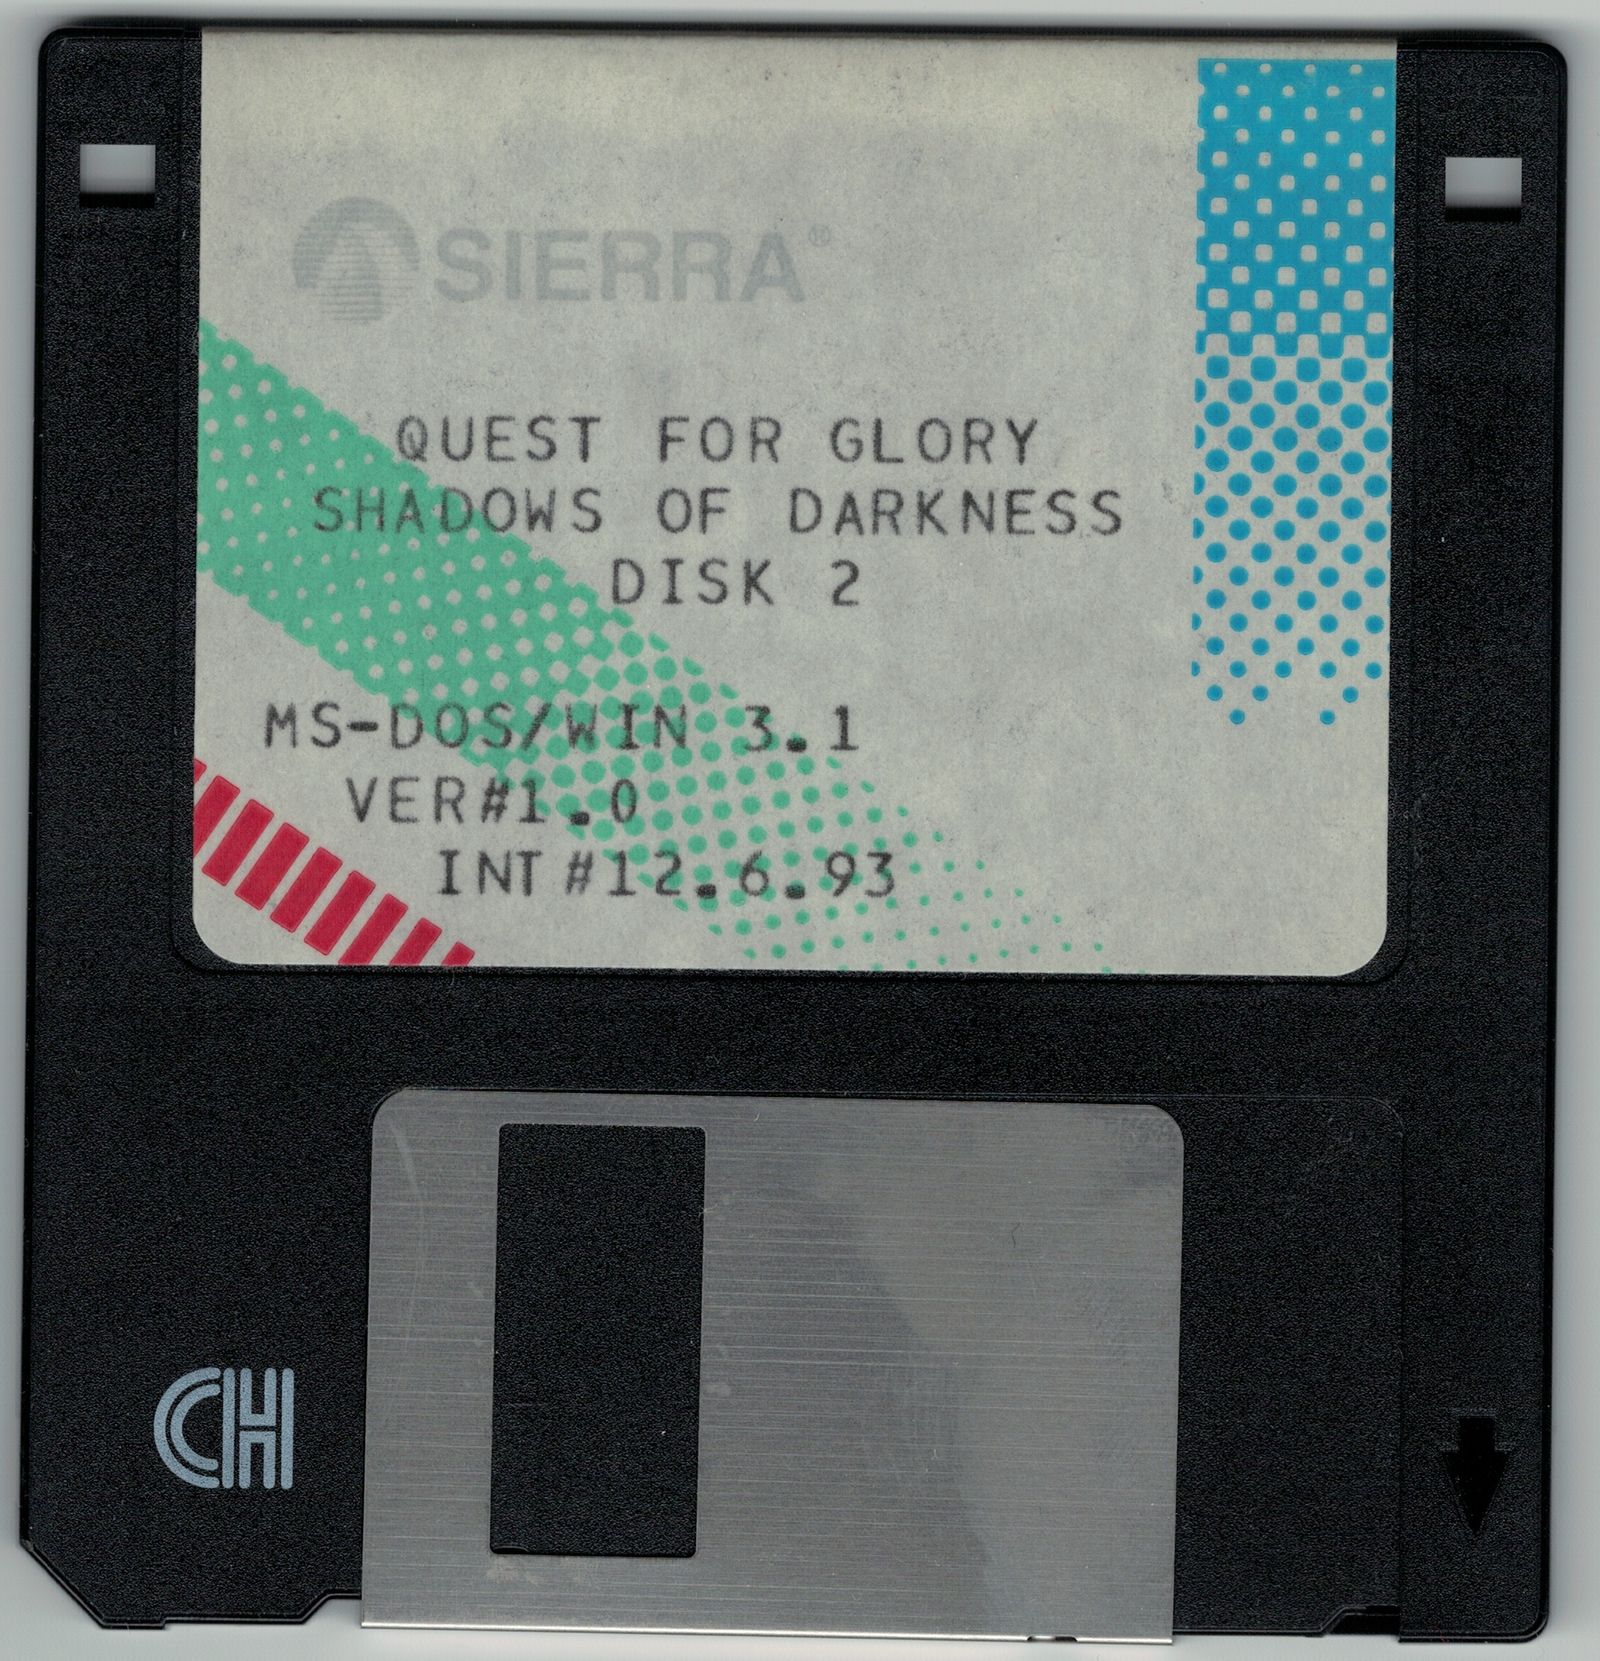 SIERRA®
QUEST FOR GLORY
SHADOWS OF DARKNESS
DISK 2
MS-DOS/WIN 3.1
VER#1.0
INT#12.6.93
CH